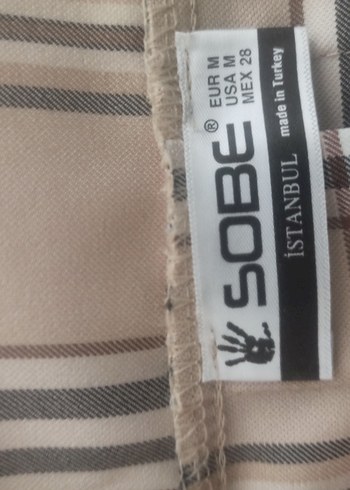 SOBE®
EUR M
USA M
MEX 28
İSTANBUL made in Turkey